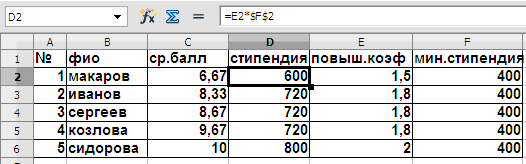 D2 =E2*$F$2
A B C D E F
1 № фио ср.балл стипендия повыш.коэф мин.стипендия
2 1 макаров 6,67 600 1,5 400
3 2 иванов 8,33 720 1,8 400
4 3 сергеев 8,67 720 1,8 400
5 4 козлова 9,67 720 1,8 400
6 5 сидорова 10 800 2 400